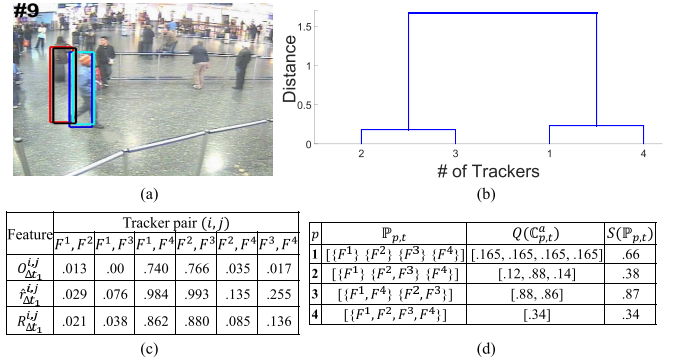 #9
1.5
1
0.5
0
Distance
2 3 1 4
# of Trackers
(a) (b)
Feature Tracker pair (i, j)
F¹, F² F¹, F³ F¹, F⁴ F², F³ F², F⁴ F³, F⁴
O^{i,j}_{Δt₁} .013 .00 .740 .766 .035 .017
r̂^{i,j}_{Δt₁} .029 .076 .984 .993 .135 .255
R^{i,j}_{Δt₁} .021 .038 .862 .880 .085 .136
(c)
p ℙ_{p,t} Q(ℂ^a_{p,t}) S(ℙ_{p,t})
1 [{F¹} {F²} {F³} {F⁴}] [.165, .165, .165, .165] .66
2 [{F¹} {F², F³} {F⁴}] [.12, .88, .14] .38
3 [{F¹, F⁴} {F², F³}] [.88, .86] .87
4 [{F¹, F², F³, F⁴}] [.34] .34
(d)